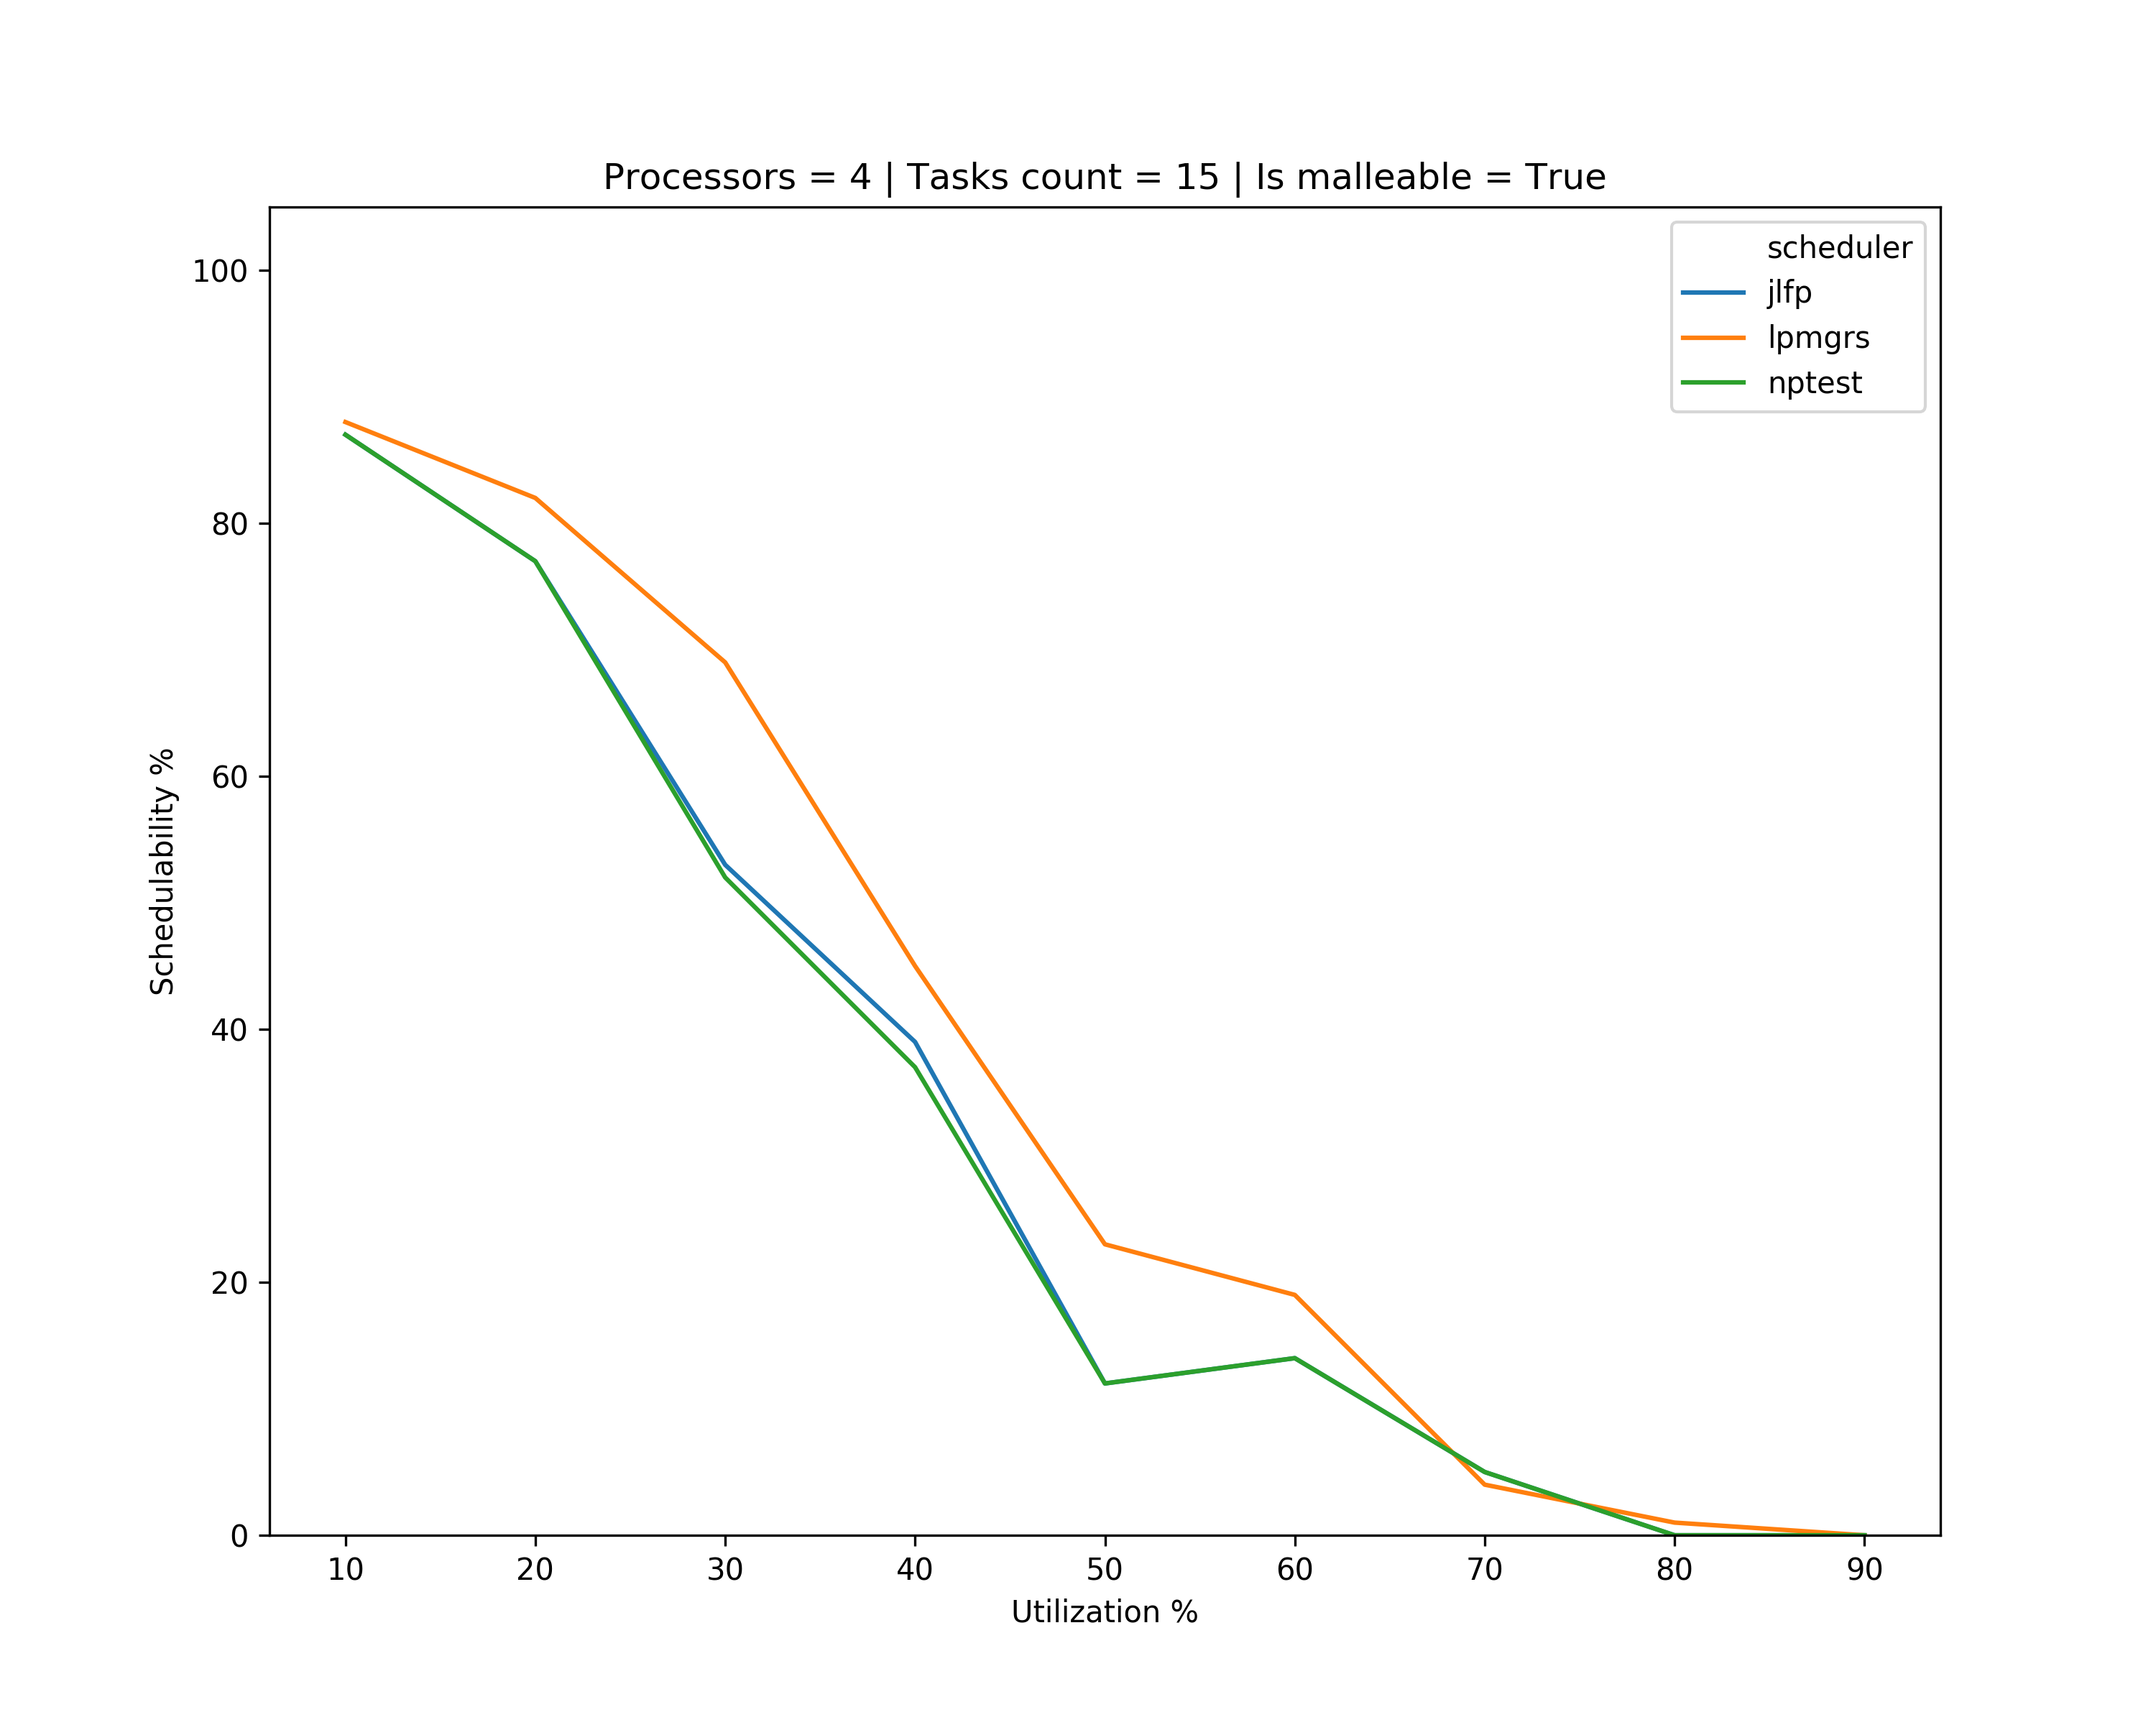 Processors = 4 | Tasks count = 15 | Is malleable = True
scheduler
jlfp
lpmgrs
nptest
Schedulability %
100
80
60
40
20
0
10 20 30 40 50 60 70 80 90
Utilization %